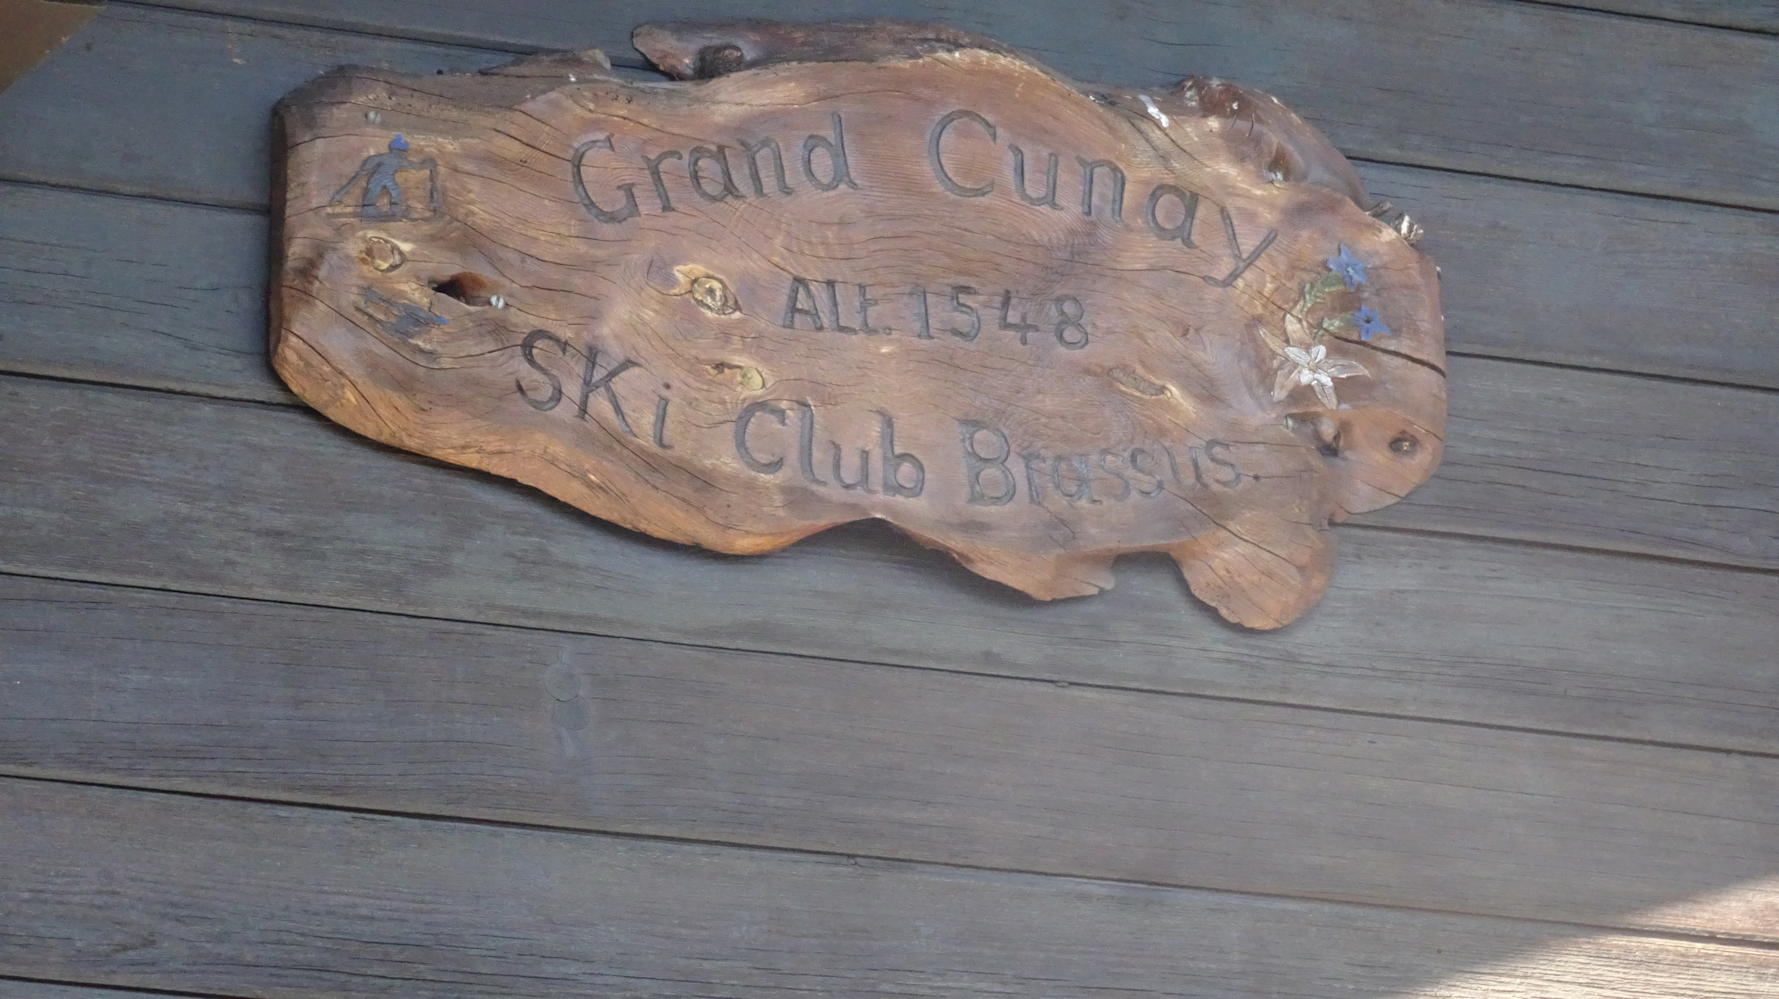 Grand Cunay
ALt. 1548
SKi Club Brassus.